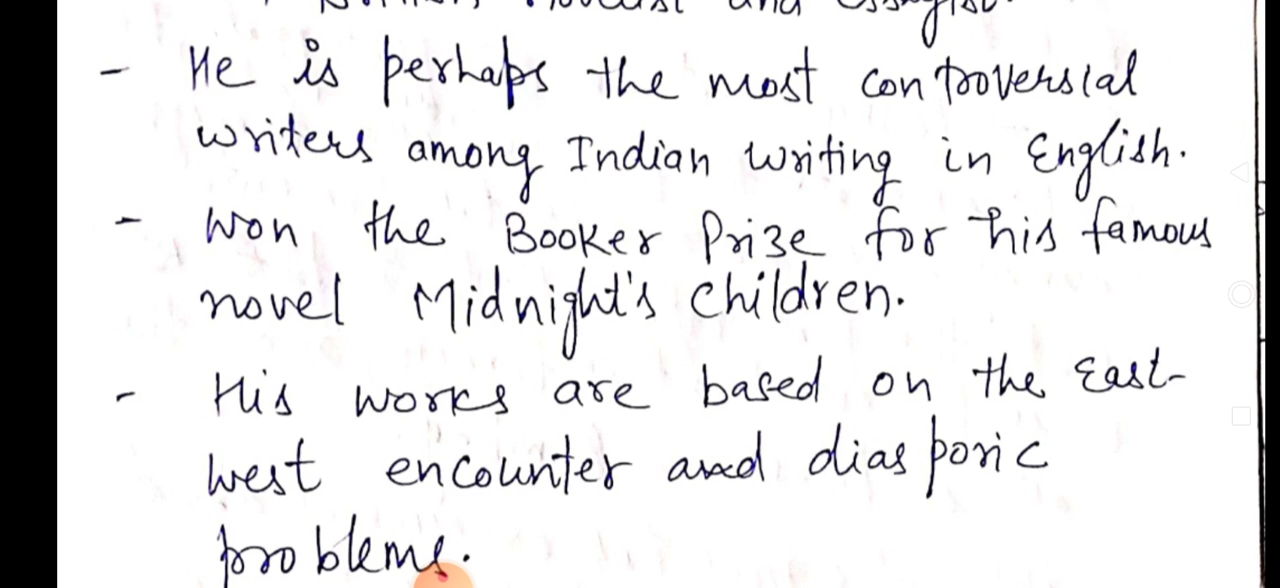 and
- He is perhaps the most controversial
writers among Indian writing in English.
- Won the Booker Prize for his famous
novel Midnight's Children.
- His works are based on the East-
West encounter and diasporic
problems.